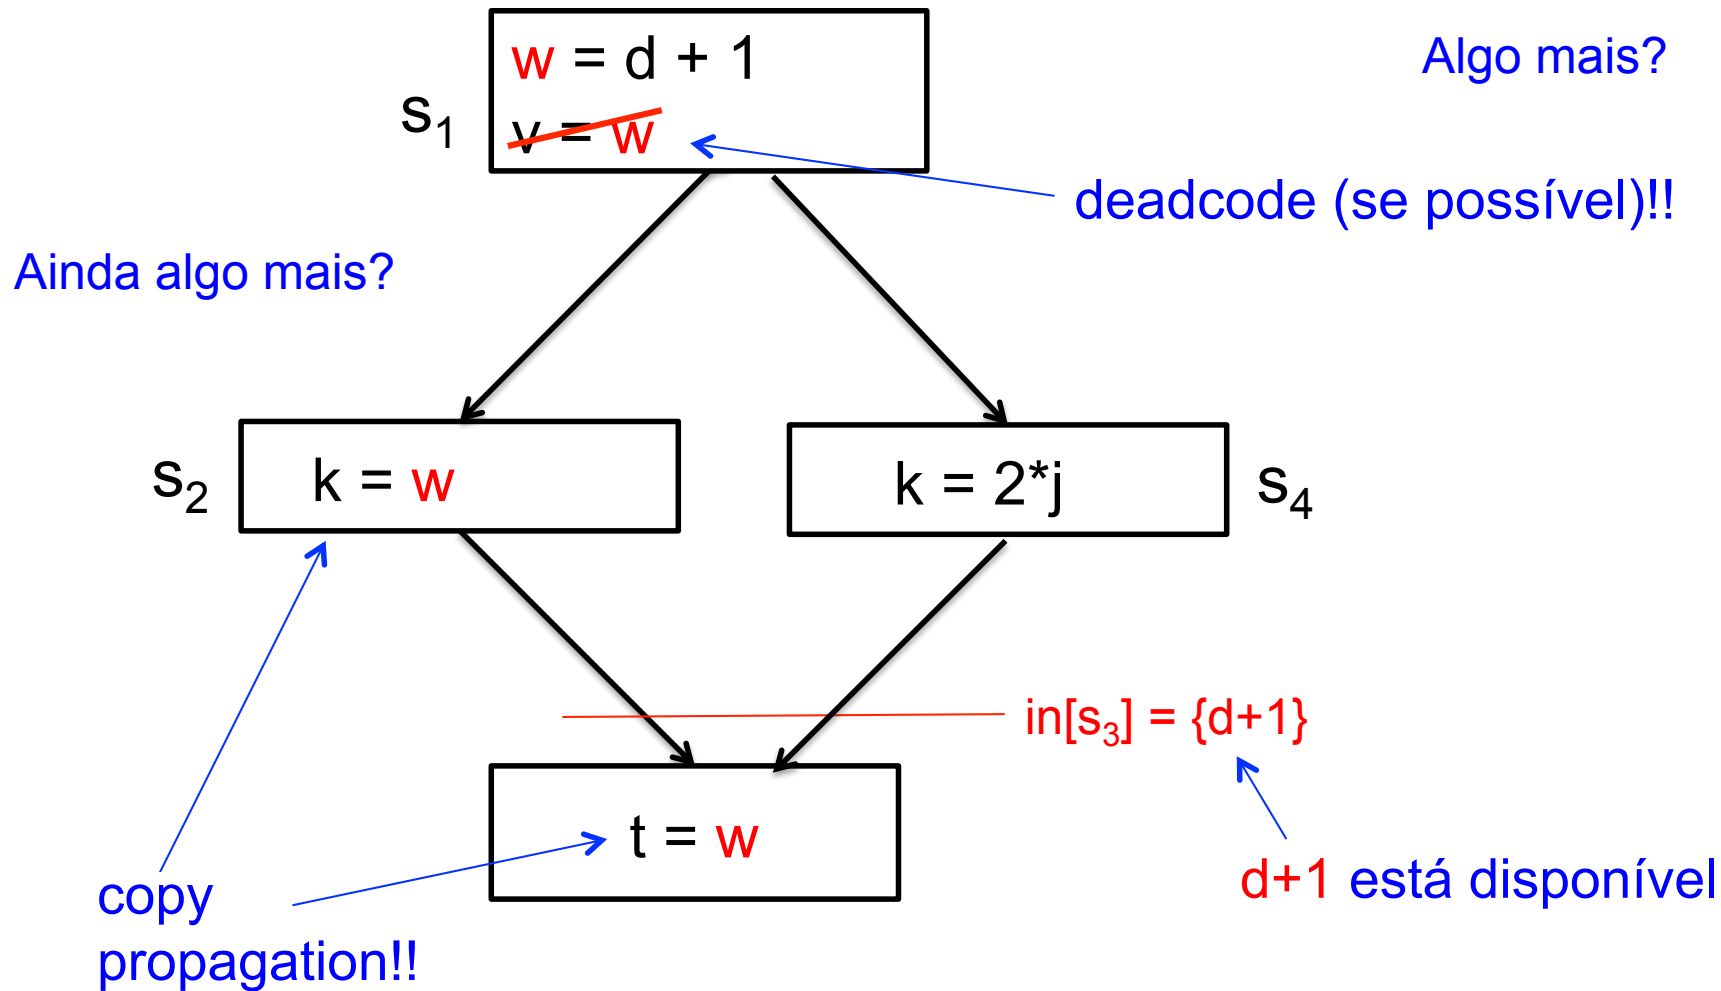 w = d + 1
Algo mais?
s1
v = w
deadcode (se possível)!!
Ainda algo mais?
s2
k = w
k = 2*j
s4
in[s3] = {d+1}
t = w
d+1 está disponível
copy
propagation!!